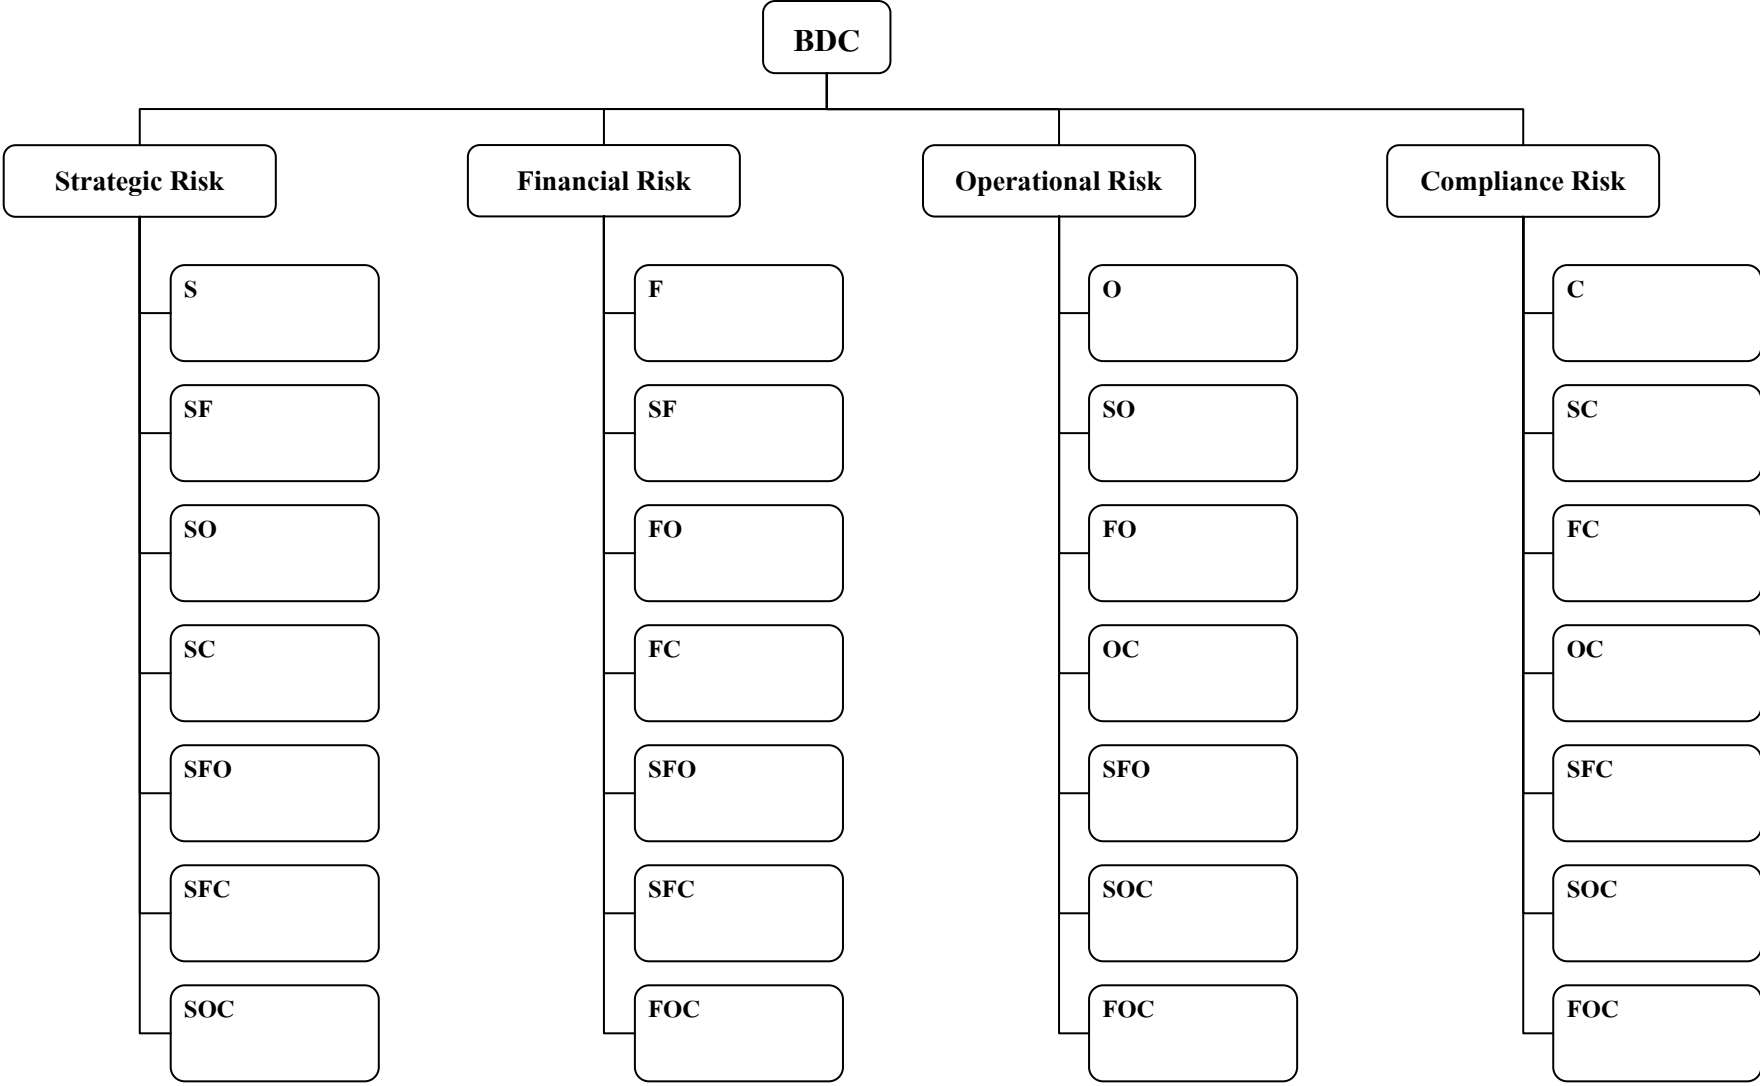 BDC
Strategic Risk
Financial Risk
Operational Risk
Compliance Risk
S
F
O
C
SF
SF
SO
SC
SO
FO
FO
FC
SC
FC
OC
OC
SFO
SFO
SFO
SFC
SFC
SFC
SOC
SOC
SOC
FOC
FOC
FOC